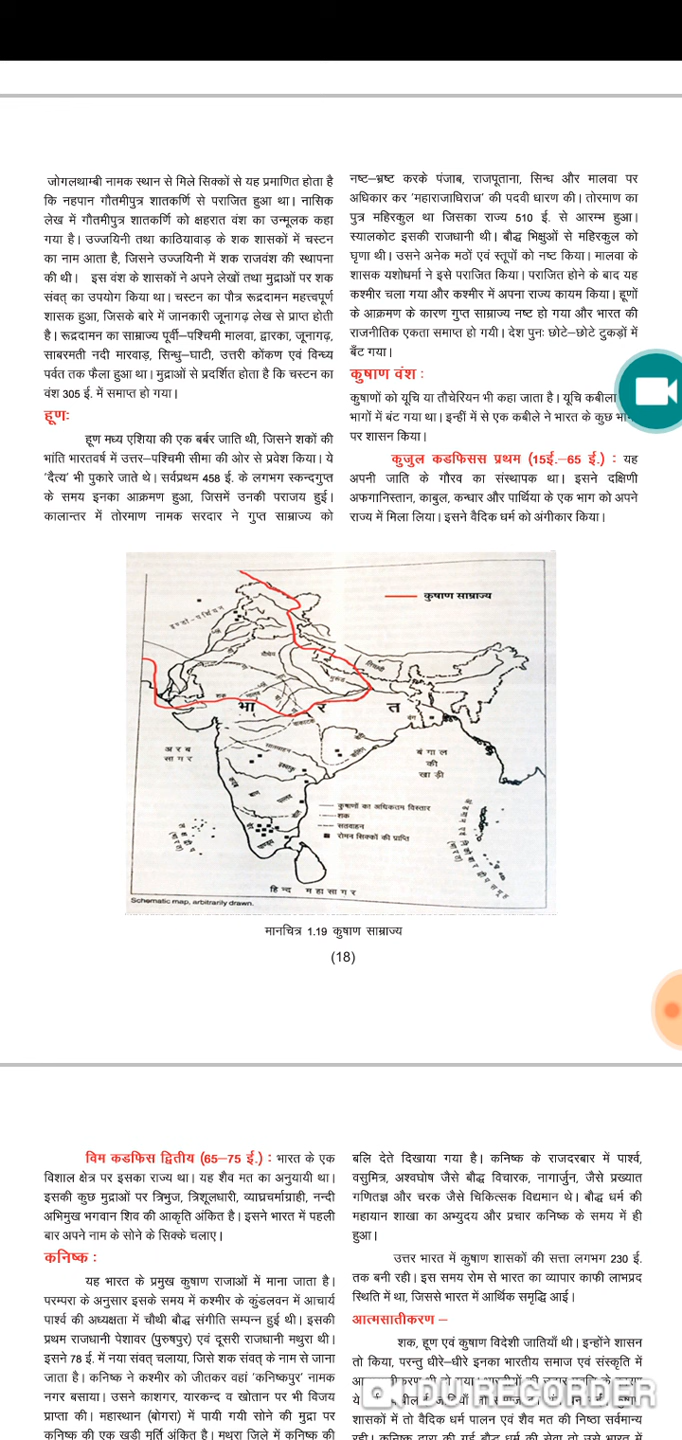 जोगलथाम्बी नामक स्थान से मिले सिक्कों से यह प्रमाणित होता है
कि नहपान गौतमीपुत्र शातकर्णि से पराजित हुआ था। नासिक
लेख में गौतमीपुत्र शातकर्णि को क्षहरात वंश का उन्मूलक कहा
गया है। उज्जयिनी तथा काठियावाड़ के शक शासकों में चस्टन
का नाम आता है, जिसने उज्जयिनी में शक राजवंश की स्थापना
की थी। इस वंश के शासकों ने अपने लेखों तथा मुद्राओं पर शक
संवत् का उपयोग किया था। चस्टन का पौत्र रूद्रदामन महत्त्वपूर्ण
शासक हुआ, जिसके बारे में जानकारी जूनागढ़ लेख से प्राप्त होती
है। रूद्रदामन का साम्राज्य पूर्वी–पश्चिमी मालवा, द्वारका, जूनागढ़,
साबरमती नदी मारवाड़, सिन्धु–घाटी, उत्तरी कोंकण एवं विन्ध्य
पर्वत तक फैला हुआ था। मुद्राओं से प्रदर्शित होता है कि चस्टन का
वंश 305 ई. में समाप्त हो गया।
हूणः
हूण मध्य एशिया की एक बर्बर जाति थी, जिसने शकों की
भांति भारतवर्ष में उत्तर–पश्चिमी सीमा की ओर से प्रवेश किया। ये
'दैत्य' भी पुकारे जाते थे। सर्वप्रथम 458 ई. के लगभग स्कन्दगुप्त
के समय इनका आक्रमण हुआ, जिसमें उनकी पराजय हुई।
कालान्तर में तोरमाण नामक सरदार ने गुप्त साम्राज्य को
नष्ट–भ्रष्ट करके पंजाब, राजपूताना, सिन्ध और मालवा पर
अधिकार कर 'महाराजाधिराज' की पदवी धारण की। तोरमाण का
पुत्र महिरकुल था जिसका राज्य 510 ई. से आरम्भ हुआ।
स्यालकोट इसकी राजधानी थी। बौद्ध भिक्षुओं से महिरकुल को
घृणा थी। उसने अनेक मठों एवं स्तूपों को नष्ट किया। मालवा के
शासक यशोधर्मा ने इसे पराजित किया। पराजित होने के बाद यह
कश्मीर चला गया और कश्मीर में अपना राज्य कायम किया। हूणों
के आक्रमण के कारण गुप्त साम्राज्य नष्ट हो गया और भारत की
राजनीतिक एकता समाप्त हो गयी। देश पुनः छोटे–छोटे टुकड़ों में
बँट गया।
कुषाण वंश :
कुषाणों को यूचि या तौचेरियन भी कहा जाता है। यूचि कबीला
भागों में बंट गया था। इन्हीं में से एक कबीले ने भारत के कुछ
पर शासन किया।
कुजुल कडफिसस प्रथम (15ई.–65 ई.) : यह
अपनी जाति के गौरव का संस्थापक था। इसने दक्षिणी
अफगानिस्तान, काबुल, कन्धार और पार्थिया के एक भाग को अपने
राज्य में मिला लिया। इसने वैदिक धर्म को अंगीकार किया।
कुषाण साम्राज्य
यौधेय
शक
भा र त
अरब
सागर
बंगाल
की
खाड़ी
सातवाहन
कुषाणों का अधिकतम विस्तार
शक
सतवाहन
रोमन सिक्कों की प्राप्ति
हिन्द महासागर
Schematic map, arbitrarily drawn.
मानचित्र 1.19 कुषाण साम्राज्य
(18)
विम कडफिस द्वितीय (65–75 ई.) : भारत के एक
विशाल क्षेत्र पर इसका राज्य था। यह शैव मत का अनुयायी था।
इसकी कुछ मुद्राओं पर त्रिभुज, त्रिशूलधारी, व्याघ्रचर्माग्राही, नन्दी
अभिमुख भगवान शिव की आकृति अंकित है। इसने भारत में पहली
बार अपने नाम के सोने के सिक्के चलाए।
कनिष्क :
यह भारत के प्रमुख कुषाण राजाओं में माना जाता है।
परम्परा के अनुसार इसके समय में कश्मीर के कुंडलवन में आचार्य
पार्श्व की अध्यक्षता में चौथी बौद्ध संगीति सम्पन्न हुई थी। इसकी
प्रथम राजधानी पेशावर (पुरुषपुर) एवं दूसरी राजधानी मथुरा थी।
इसने 78 ई. में नया संवत् चलाया, जिसे शक संवत् के नाम से जाना
जाता है। कनिष्क ने कश्मीर को जीतकर वहां 'कनिष्कपुर' नामक
नगर बसाया। उसने काशगर, यारकन्द व खोतान पर भी विजय
प्राप्ता की। महास्थान (बोगरा) में पायी गयी सोने की मुद्रा पर
कनिष्क की एक खड़ी मूर्ति अंकित है। मथुरा जिले में कनिष्क की
बलि देते दिखाया गया है। कनिष्क के राजदरबार में पार्श्व,
वसुमित्र, अश्वघोष जैसे बौद्ध विचारक, नागार्जुन, जैसे प्रख्यात
गणितज्ञ और चरक जैसे चिकित्सक विद्यमान थे। बौद्ध धर्म की
महायान शाखा का अभ्युदय और प्रचार कनिष्क के समय में ही
हुआ।
उत्तर भारत में कुषाण शासकों की सत्ता लगभग 230 ई.
तक बनी रही। इस समय रोम से भारत का व्यापार काफी लाभप्रद
स्थिति में था, जिससे भारत में आर्थिक समृद्धि आई।
आत्मसातीकरण –
शक, हूण एवं कुषाण विदेशी जातियाँ थी। इन्होंने शासन
तो किया, परन्तु धीरे–धीरे इनका भारतीय समाज एवं संस्कृति में
शासकों में तो वैदिक धर्म पालन एवं शैव मत की निष्ठा सर्वमान्य
रही। कनिष्क द्वारा की गई बौद्ध धर्म की सेवा तो उसे भारत में
DU RECORDER